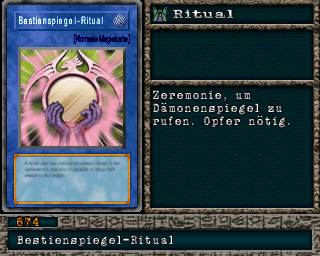 Bestienspiegel-Ritual
[Normale Magiekarte]
Ritual
Zeremonie, um
Dämonenspiegel zu
rufen. Opfer nötig.
674
Bestienspiegel-Ritual